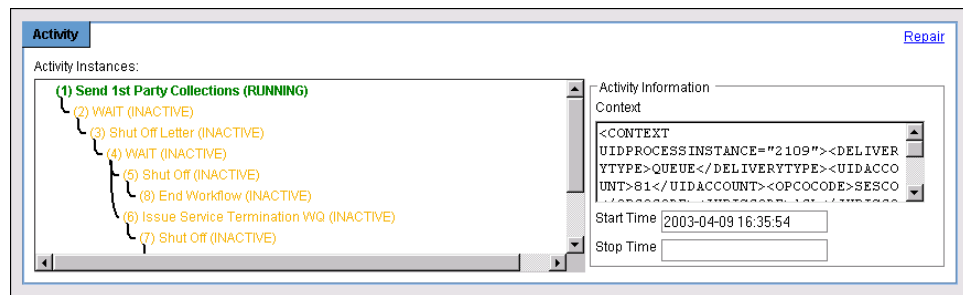 Activity
Repair
Activity Instances:
(1) Send 1st Party Collections (RUNNING)
(2) WAIT (INACTIVE)
(3) Shut Off Letter (INACTIVE)
(4) WAIT (INACTIVE)
(5) Shut Off (INACTIVE)
(8) End Workflow (INACTIVE)
(6) Issue Service Termination WQ (INACTIVE)
(7) Shut Off (INACTIVE)
Activity Information
Context
<CONTEXT
UIDPROCESSINSTANCE="2109"><DELIVER
YTYPE>QUEUE</DELIVERYTYPE><UIDACCO
UNT>81</UIDACCOUNT><OPCOCODE>SESCO
Start Time 2003-04-09 16:35:54
Stop Time